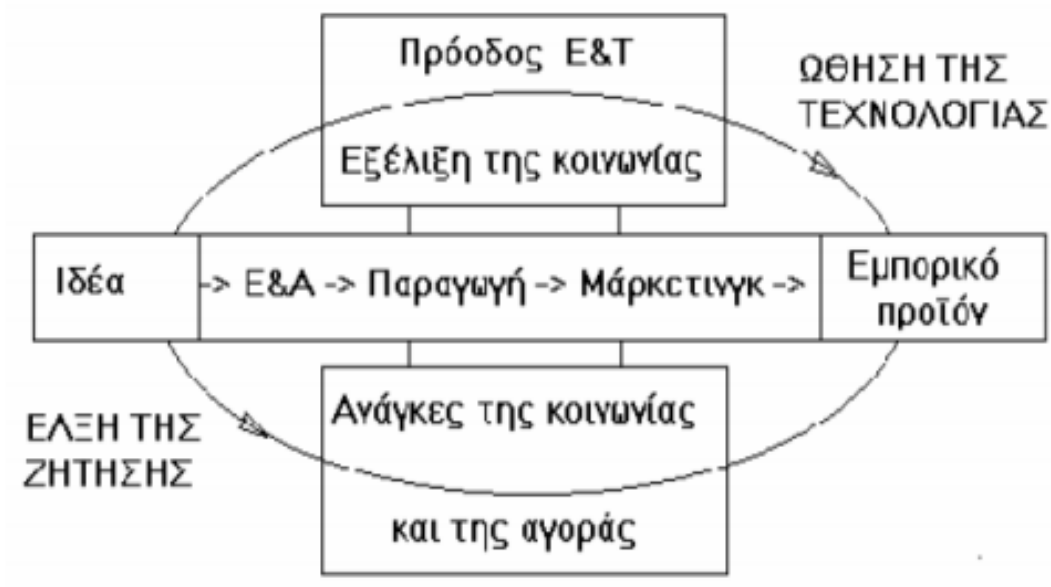 Πρόοδος Ε&Τ
ΩΘΗΣΗ ΤΗΣ
ΤΕΧΝΟΛΟΓΙΑΣ
Εξέλιξη της κοινωνίας
Ιδέα
-> Ε&Α -> Παραγωγή -> Μάρκετινγκ ->
Εμπορικό
προϊόν
ΕΛΞΗ ΤΗΣ
ΖΗΤΗΣΗΣ
Ανάγκες της κοινωνίας
και της αγοράς